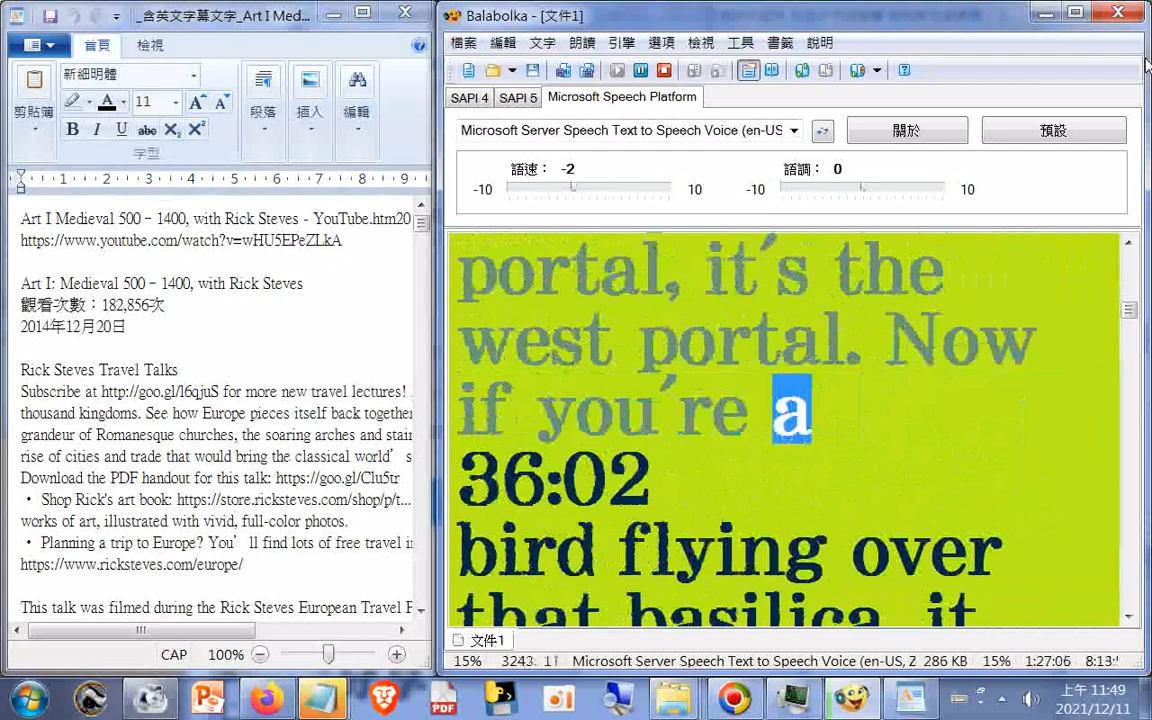 _含英文字幕文字_Art I Med...
首頁
檢視
剪貼簿
新細明體
11
字型
段落
插入
編輯
1 2 3 4 5 6 7 8 9
Art I Medieval 500 – 1400, with Rick Steves - YouTube.htm20
https://www.youtube.com/watch?v=wHU5EPeZLkA
Art I: Medieval 500 – 1400, with Rick Steves
觀看次數：182,856次
2014年12月20日
Rick Steves Travel Talks
Subscribe at http://goo.gl/l6qjuS for more new travel lectures!
thousand kingdoms. See how Europe pieces itself back together
grandeur of Romanesque churches, the soaring arches and stai
rise of cities and trade that would bring the classical world’s
Download the PDF handout for this talk: https://goo.gl/Clu5tr
• Shop Rick's art book: https://store.ricksteves.com/shop/p/t...
works of art, illustrated with vivid, full-color photos.
• Planning a trip to Europe? You’ll find lots of free travel i
https://www.ricksteves.com/europe/
This talk was filmed during the Rick Steves European Travel F
CAP 100%
Balabolka - [文件1]
檔案 編輯 文字 朗讀 引擎 選項 檢視 工具 書籤 說明
SAPI 4 SAPI 5 Microsoft Speech Platform
Microsoft Server Speech Text to Speech Voice (en-US
關於
預設
語速： -2
語調： 0
-10 10 -10 10
portal, it's the
west portal. Now
if you're a
36:02
bird flying over
that basilica, it
文件1
15% Microsoft Server Speech Text to Speech Voice (en-US, Z 286 KB 15% 1:27:06
上午 11:49
2021/12/11